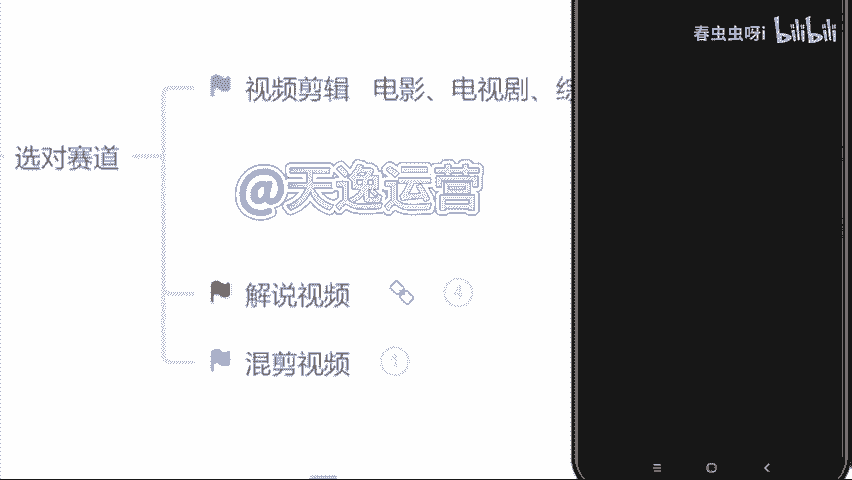 春虫虫呀i bilibili
视频剪辑 电影、电视剧、综
选对赛道
@天逸运营
解说视频 4
混剪视频